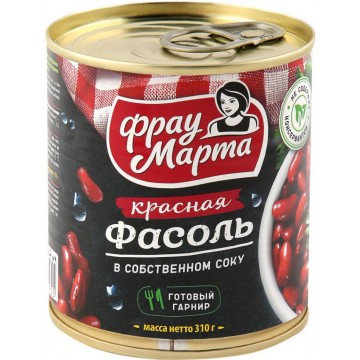 Фрау
Марта
красная
Фасоль
в собственном соку
готовый
гарнир
масса нетто 310 г